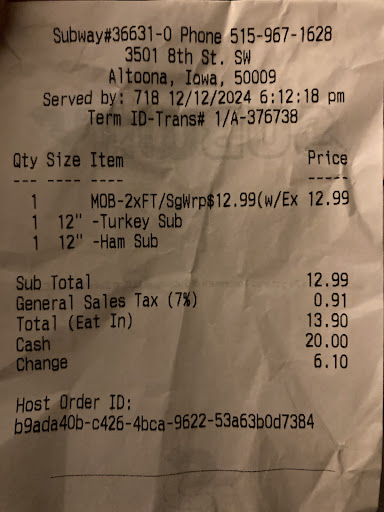 Subway#36631-0 Phone 515-967-1628
3501 8th St. SW
Altoona, Iowa, 50009
Served by: 718 12/12/2024 6:12:18 pm
Term ID-Trans# 1/A-376738
Qty Size Item Price
--- ---- ---- -----
1 MOB-2xFT/SgWrp$12.99(w/Ex 12.99
1 12" -Turkey Sub
1 12" -Ham Sub
Sub Total 12.99
General Sales Tax (7%) 0.91
Total (Eat In) 13.90
Cash 20.00
Change 6.10
Host Order ID:
b9ada40b-c426-4bca-9622-53a63b0d7384